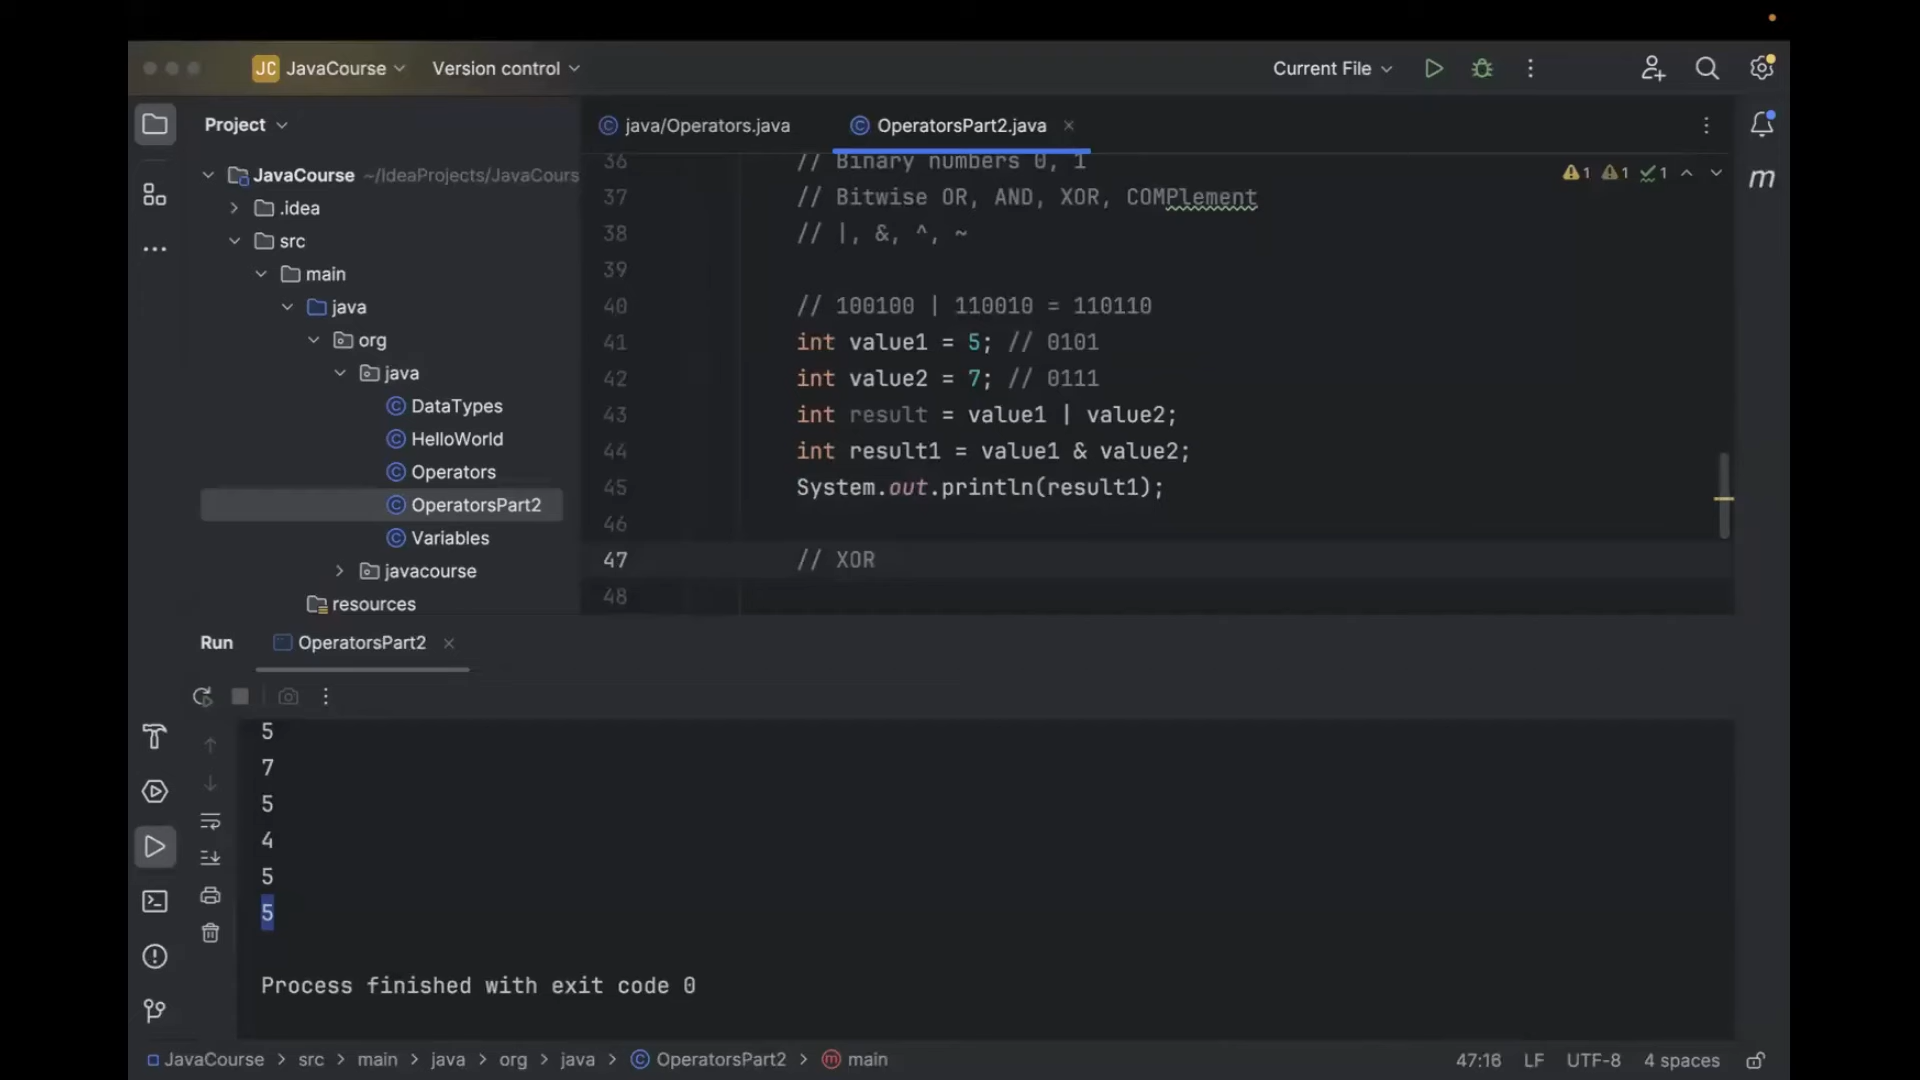 JC JavaCourse Version control Current File
Project java/Operators.java OperatorsPart2.java
JavaCourse ~/IdeaProjects/JavaCours
.idea
src
main
java
org
java
DataTypes
HelloWorld
Operators
OperatorsPart2
Variables
javacourse
resources
1 1 1
m
36 // Binary numbers 0, 1
37 // Bitwise OR, AND, XOR, COMPlement
38 // |, &, ^, ~
39
40 // 100100 | 110010 = 110110
41 int value1 = 5; // 0101
42 int value2 = 7; // 0111
43 int result = value1 | value2;
44 int result1 = value1 & value2;
45 System.out.println(result1);
46
47 // XOR
48
Run OperatorsPart2
5
7
5
4
5
5
Process finished with exit code 0
JavaCourse > src > main > java > org > java > OperatorsPart2 > m main 47:16 LF UTF-8 4 spaces